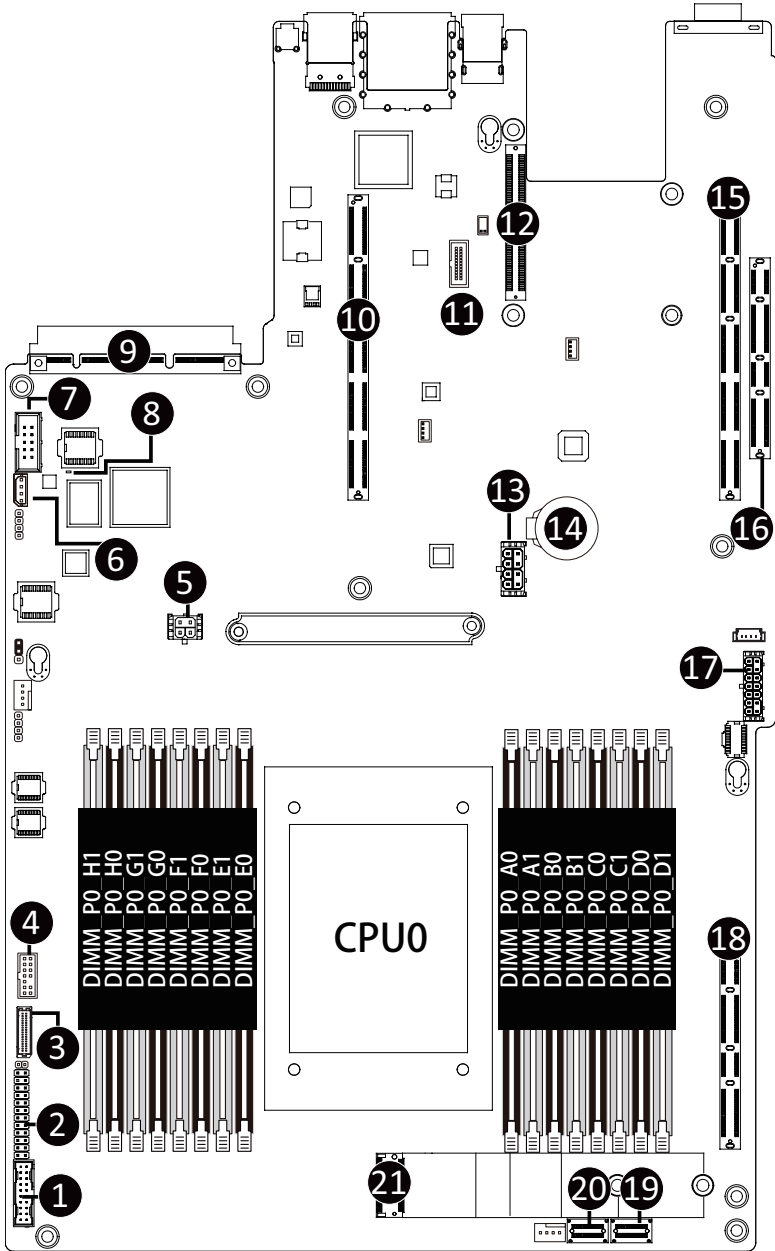 15
12
10
11
9
7
8
13
14
16
6
5
17
DIMM_P0_H1
DIMM_P0_H0
DIMM_P0_G1
DIMM_P0_G0
DIMM_P0_F1
DIMM_P0_F0
DIMM_P0_E1
DIMM_P0_E0
CPU0
DIMM_P0_A0
DIMM_P0_A1
DIMM_P0_B0
DIMM_P0_B1
DIMM_P0_C0
DIMM_P0_C1
DIMM_P0_D0
DIMM_P0_D1
4
18
3
2
1
21
20
19